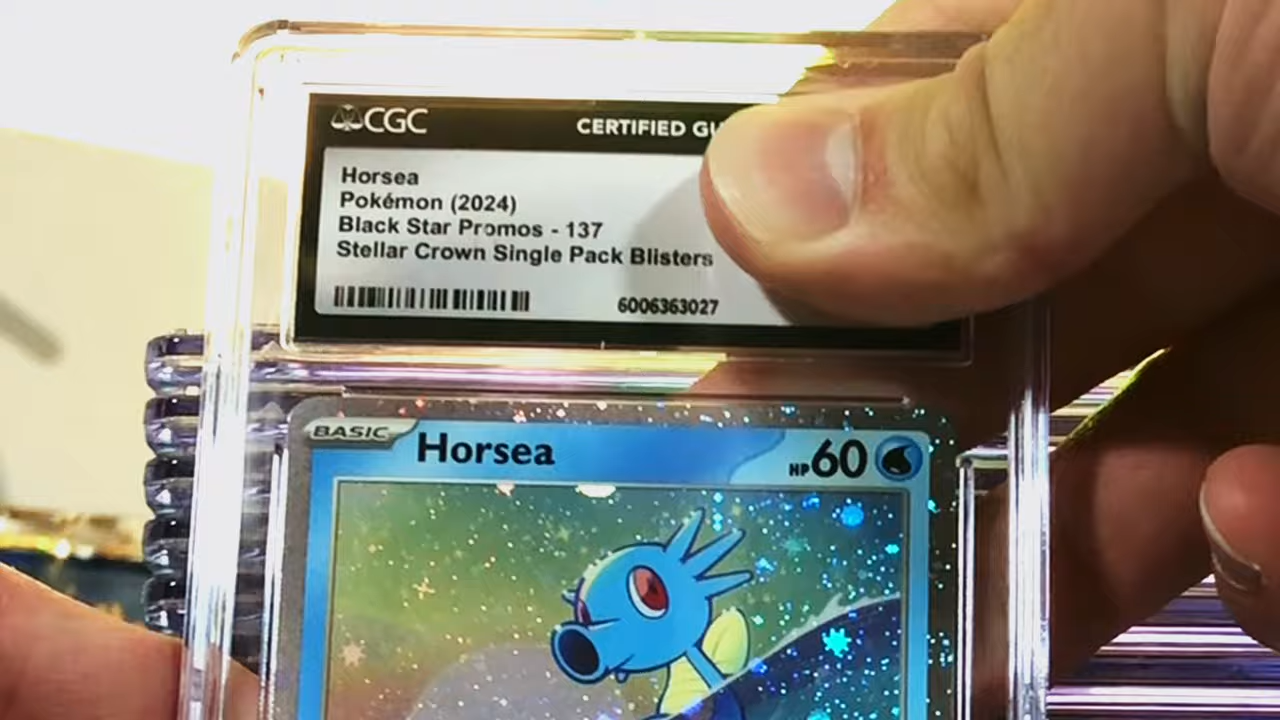 CGC CERTIFIED
Horsea
Pokémon (2024)
Black Star Promos - 137
Stellar Crown Single Pack Blisters
6006363027
BASIC Horsea HP 60